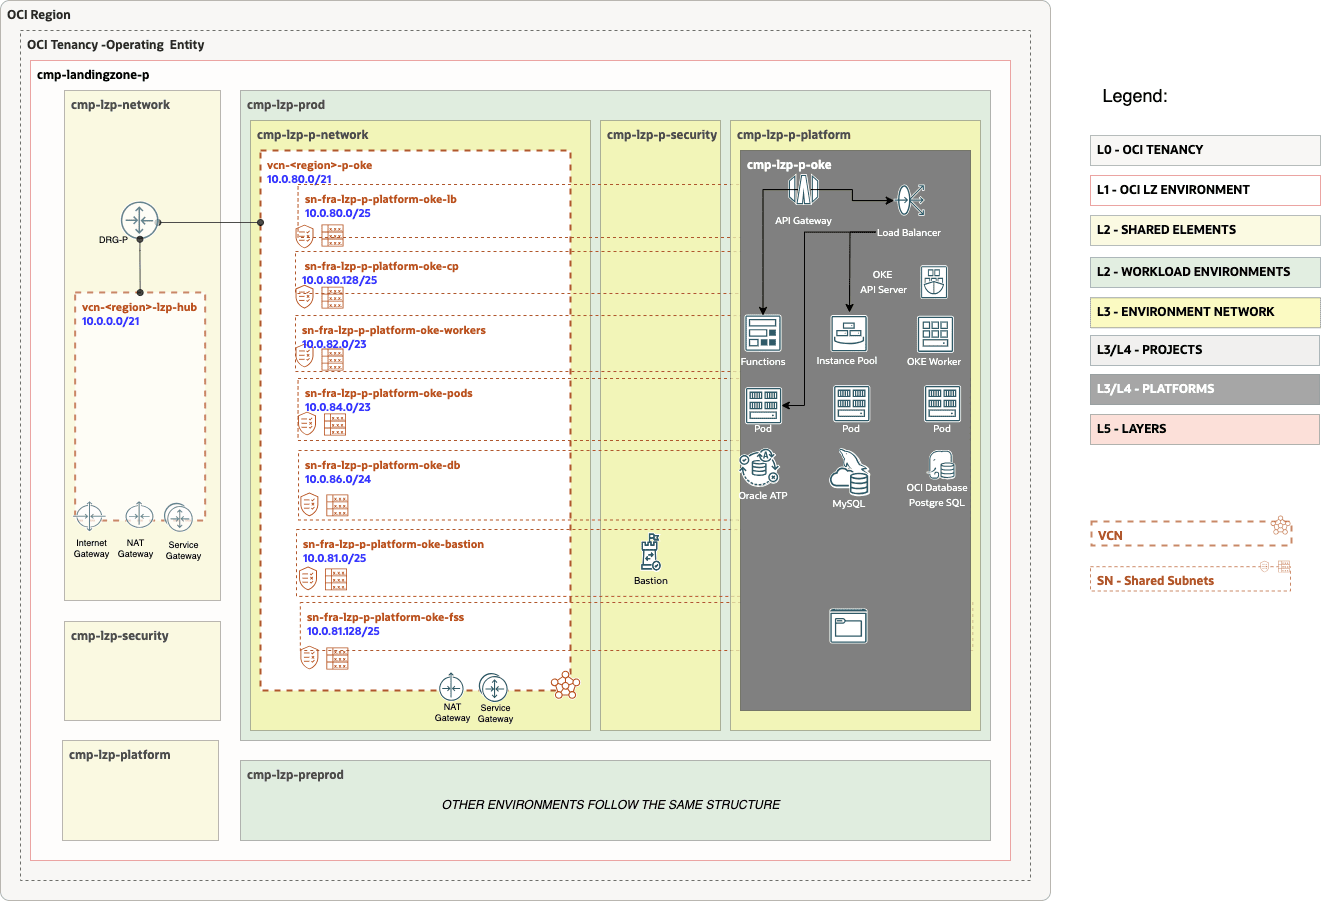 OCI Region
OCI Tenancy -Operating Entity
cmp-landingzone-p
cmp-lzp-network
DRG-P
vcn-<region>-lzp-hub
10.0.0.0/21
Internet
Gateway
NAT
Gateway
Service
Gateway
cmp-lzp-security
cmp-lzp-platform
cmp-lzp-prod
cmp-lzp-p-network
vcn-<region>-p-oke
10.0.80.0/21
sn-fra-lzp-p-platform-oke-lb
10.0.80.0/25
sn-fra-lzp-p-platform-oke-cp
10.0.80.128/25
sn-fra-lzp-p-platform-oke-workers
10.0.82.0/23
sn-fra-lzp-p-platform-oke-pods
10.0.84.0/23
sn-fra-lzp-p-platform-oke-db
10.0.86.0/24
sn-fra-lzp-p-platform-oke-bastion
10.0.81.0/25
sn-fra-lzp-p-platform-oke-fss
10.0.81.128/25
NAT
Gateway
Service
Gateway
cmp-lzp-p-security
Bastion
cmp-lzp-p-platform
cmp-lzp-p-oke
API Gateway
Load Balancer
OKE
API Server
Functions
Instance Pool
OKE Worker
Pod
Pod
Pod
Oracle ATP
MySQL
OCI Database
Postgre SQL
cmp-lzp-preprod
OTHER ENVIRONMENTS FOLLOW THE SAME STRUCTURE
Legend:
L0 - OCI TENANCY
L1 - OCI LZ ENVIRONMENT
L2 - SHARED ELEMENTS
L2 - WORKLOAD ENVIRONMENTS
L3 - ENVIRONMENT NETWORK
L3/L4 - PROJECTS
L3/L4 - PLATFORMS
L5 - LAYERS
VCN
SN - Shared Subnets